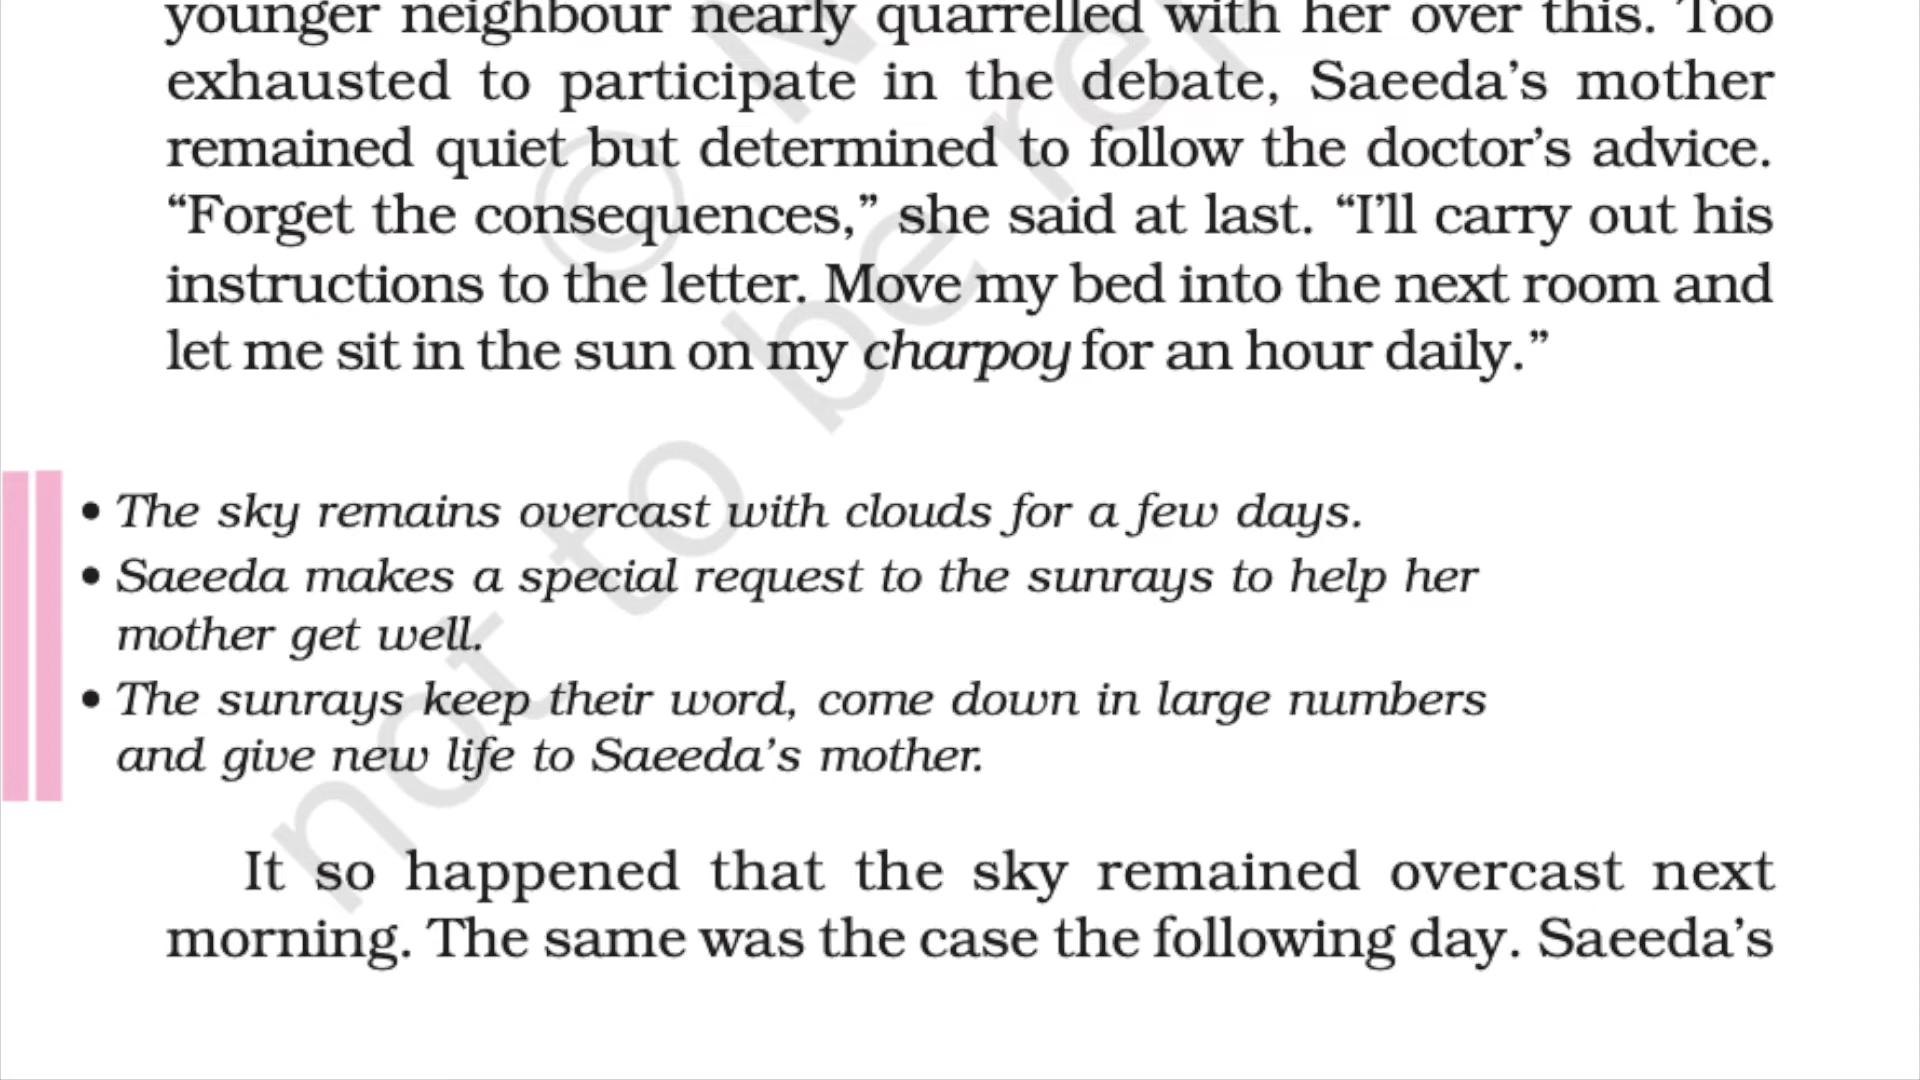 younger neighbour nearly quarrelled with her over this. Too
exhausted to participate in the debate, Saeeda’s mother
remained quiet but determined to follow the doctor’s advice.
“Forget the consequences,” she said at last. “I’ll carry out his
instructions to the letter. Move my bed into the next room and
let me sit in the sun on my charpoy for an hour daily.”
• The sky remains overcast with clouds for a few days.
• Saeeda makes a special request to the sunrays to help her
mother get well.
• The sunrays keep their word, come down in large numbers
and give new life to Saeeda’s mother.
It so happened that the sky remained overcast next
morning. The same was the case the following day. Saeeda’s
© N
not to be re